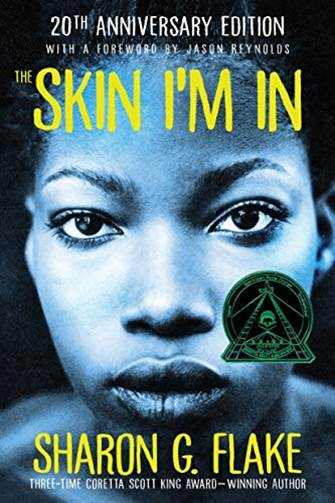 20TH ANNIVERSARY EDITION
WITH A FOREWORD BY JASON REYNOLDS
THE SKIN I'M IN
SHARON G. FLAKE
THREE-TIME CORETTA SCOTT KING AWARD—WINNING AUTHOR